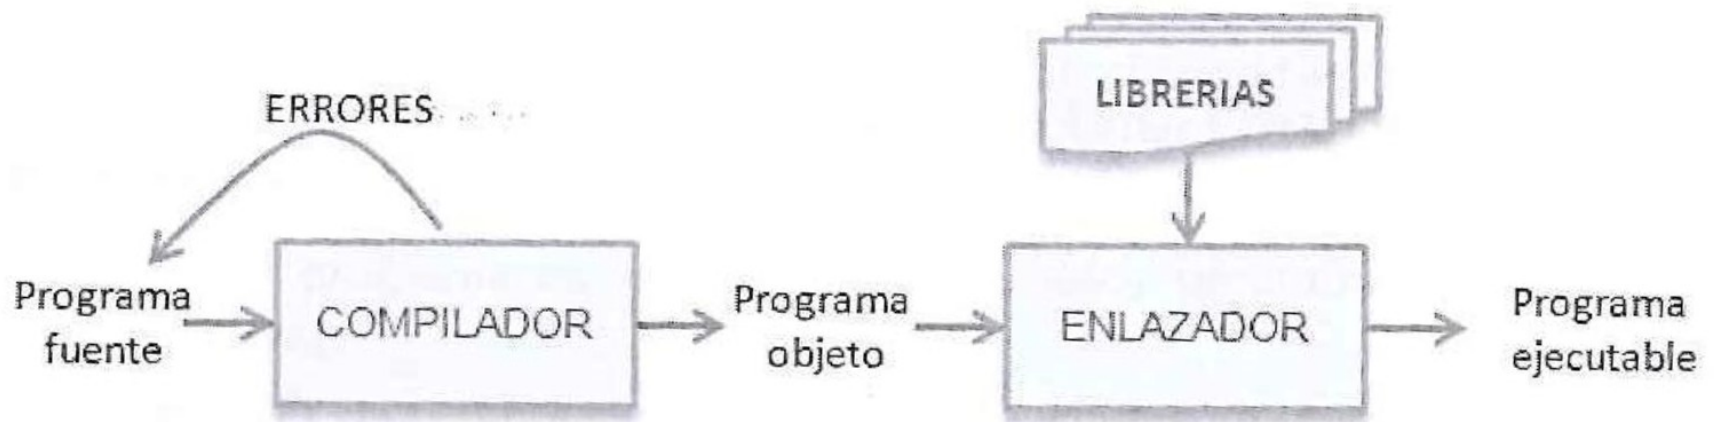 ERRORES
LIBRERIAS
Programa
fuente
COMPILADOR
Programa
objeto
ENLAZADOR
Programa
ejecutable